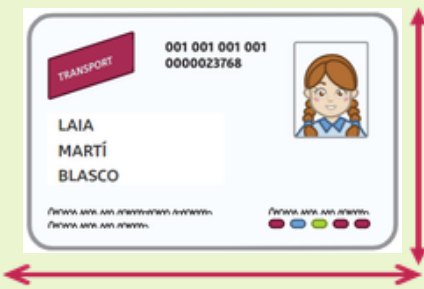 TRANSPORT
001 001 001 001
0000023768
LAIA
MARTÍ
BLASCO